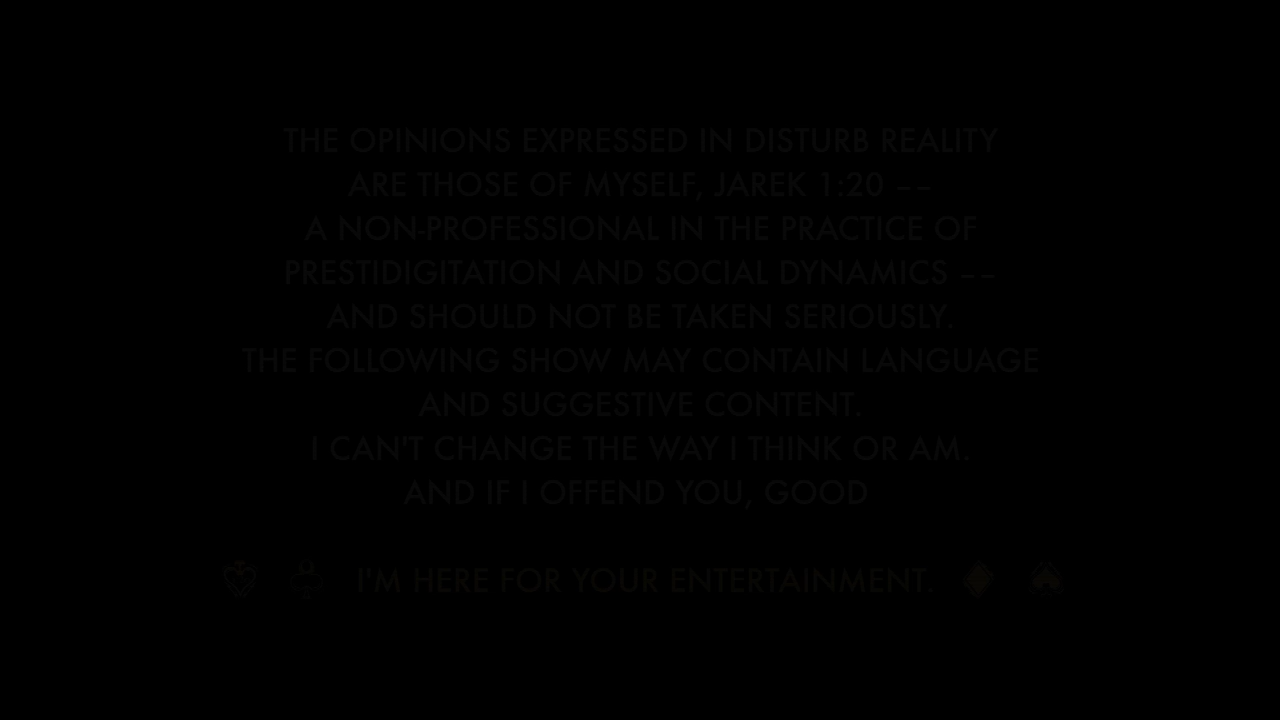 THE OPINIONS EXPRESSED IN DISTURB REALITY
ARE THOSE OF MYSELF, JAREK 1:20 --
A NON-PROFESSIONAL IN THE PRACTICE OF
PRESTIDIGITATION AND SOCIAL DYNAMICS --
AND SHOULD NOT BE TAKEN SERIOUSLY.
THE FOLLOWING SHOW MAY CONTAIN LANGUAGE
AND SUGGESTIVE CONTENT.
I CAN'T CHANGE THE WAY I THINK OR AM.
AND IF I OFFEND YOU, GOOD
I'M HERE FOR YOUR ENTERTAINMENT.